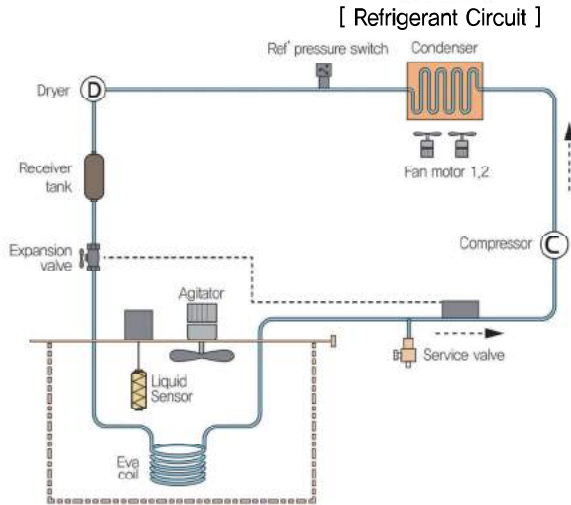 [ Refrigerant Circuit ]
Ref' pressure switch
Condenser
Dryer
D
Receiver
tank
Fan motor 1,2
Expansion
valve
Compressor
C
Agitator
Service valve
Liquid
Sensor
Eva
coil